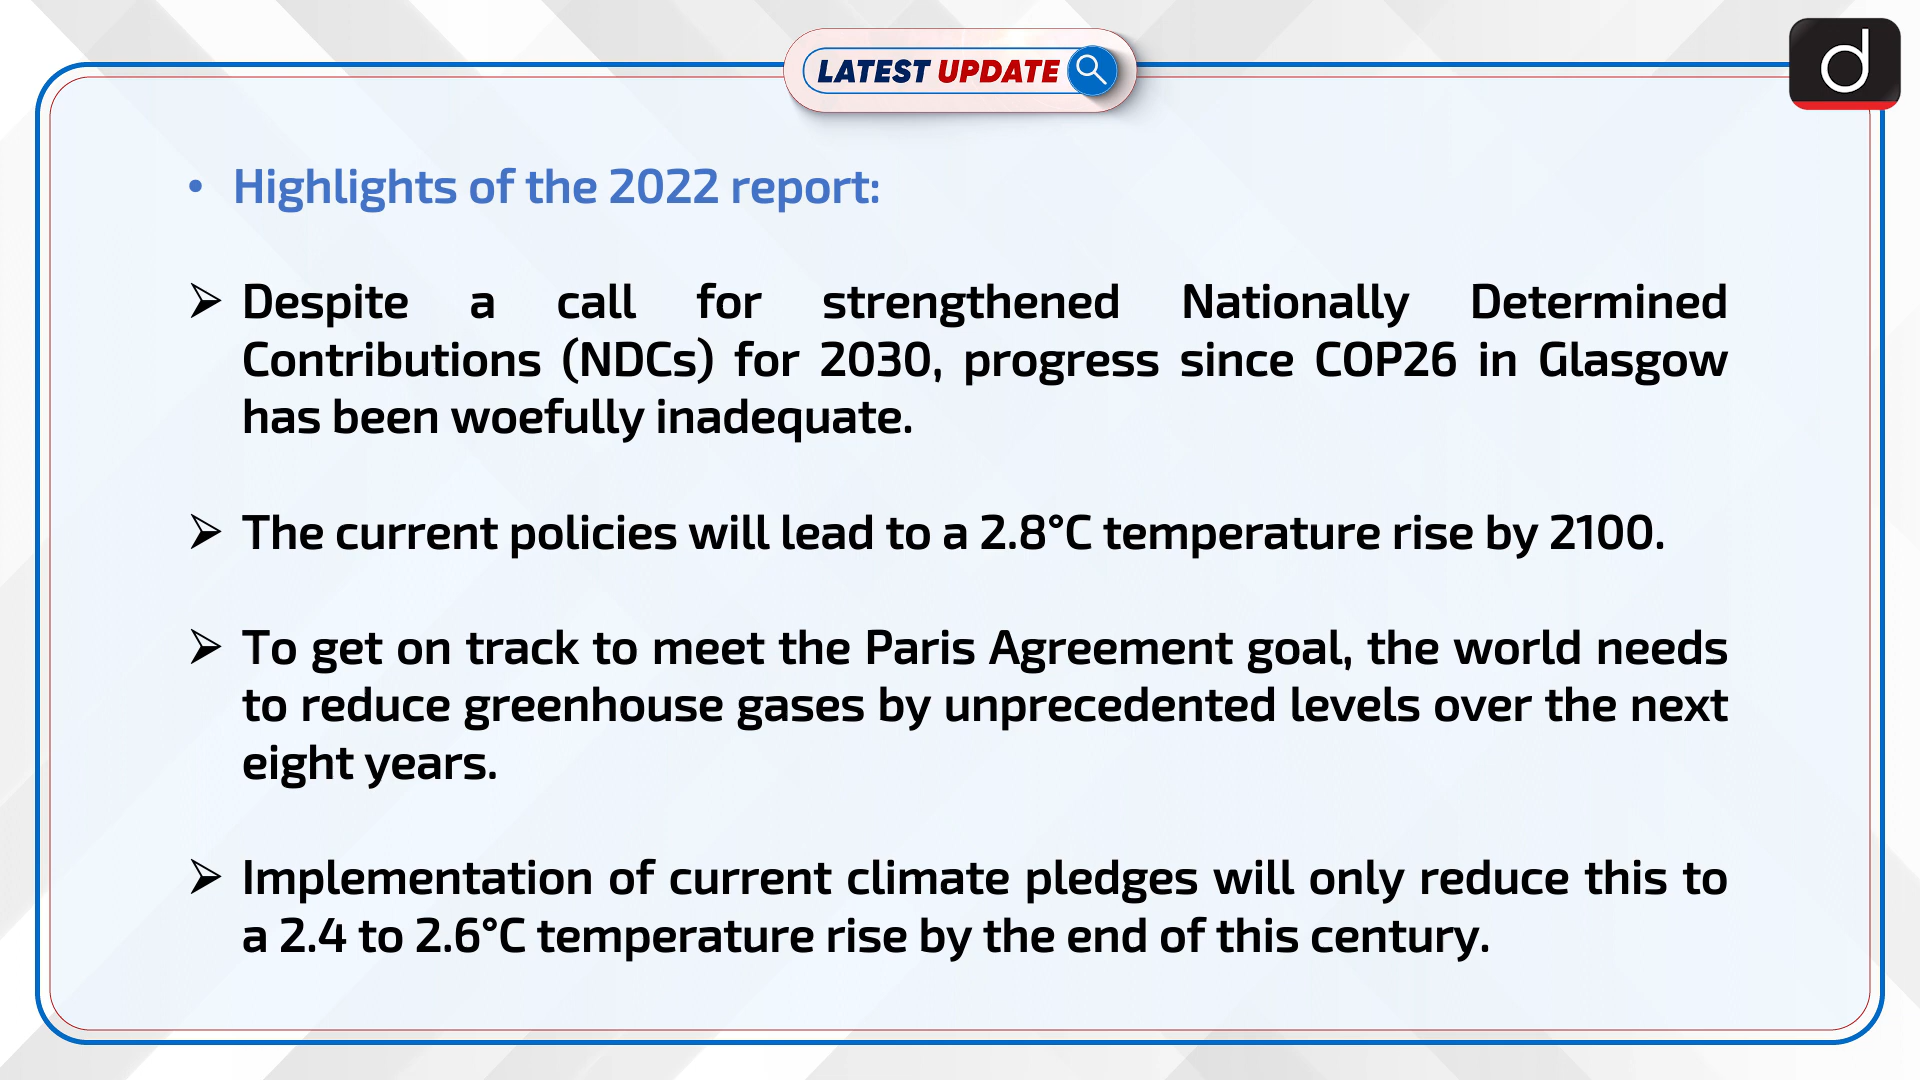 LATEST UPDATE
d
• Highlights of the 2022 report:
➢ Despite a call for strengthened Nationally Determined
Contributions (NDCs) for 2030, progress since COP26 in Glasgow
has been woefully inadequate.
➢ The current policies will lead to a 2.8°C temperature rise by 2100.
➢ To get on track to meet the Paris Agreement goal, the world needs
to reduce greenhouse gases by unprecedented levels over the next
eight years.
➢ Implementation of current climate pledges will only reduce this to
a 2.4 to 2.6°C temperature rise by the end of this century.